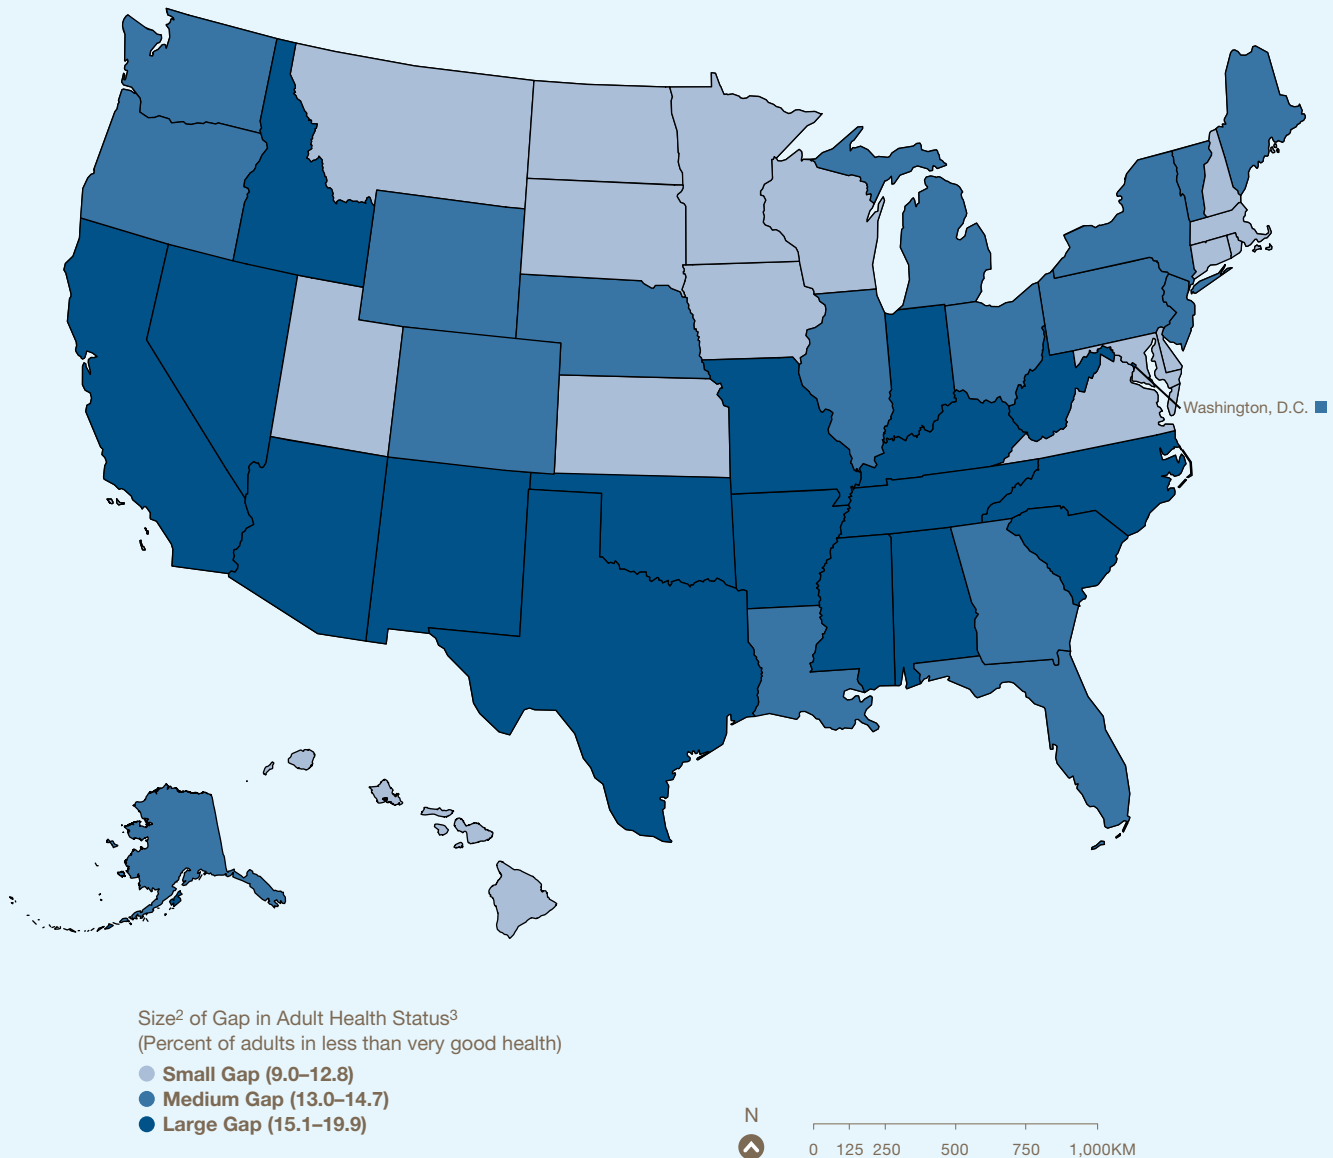 Washington, D.C.
Size² of Gap in Adult Health Status³
(Percent of adults in less than very good health)
Small Gap (9.0–12.8)
Medium Gap (13.0–14.7)
Large Gap (15.1–19.9)
N
0 125 250 500 750 1,000KM